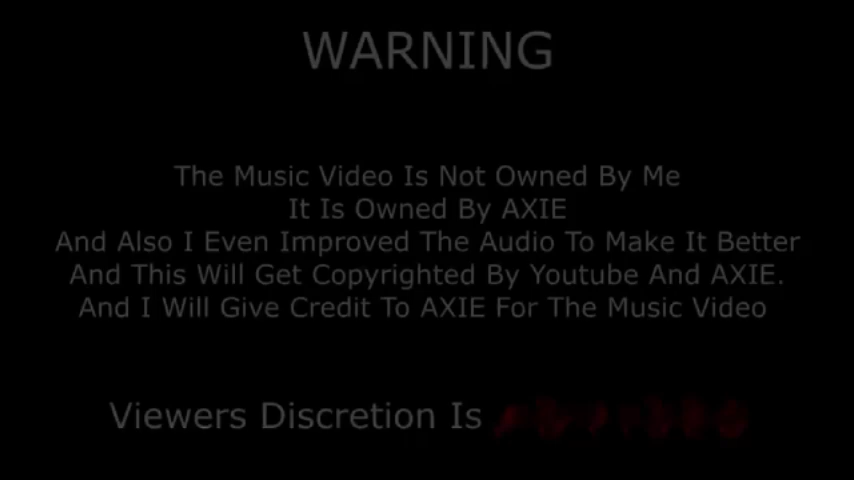 WARNING
The Music Video Is Not Owned By Me
It Is Owned By AXIE
And Also I Even Improved The Audio To Make It Better
And This Will Get Copyrighted By Youtube And AXIE.
And I Will Give Credit To AXIE For The Music Video
Viewers Discretion Is